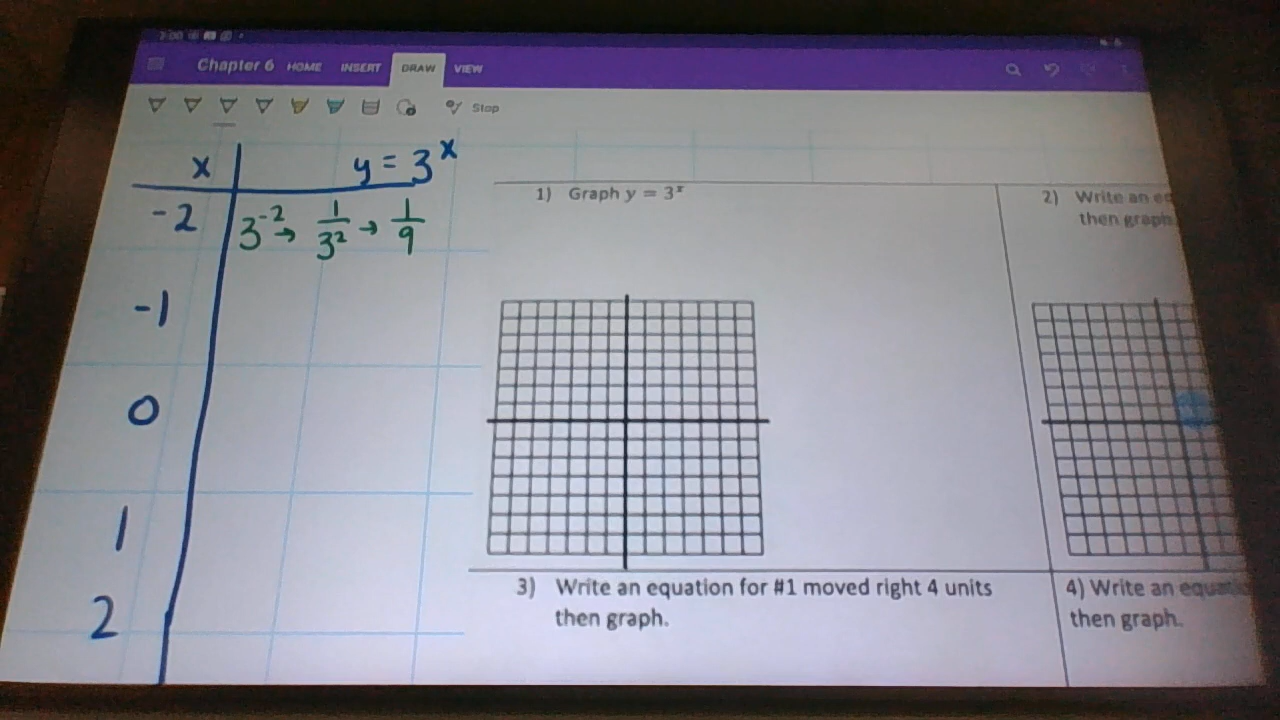 Chapter 6 HOME INSERT DRAW VIEW
Stop
x y = 3^x
-2 3^-2 → 1/3^2 → 1/9
-1
0
1
2
1) Graph y = 3^x
2) Write an
then graph
3) Write an equation for #1 moved right 4 units
then graph.
4) Write an
then graph.